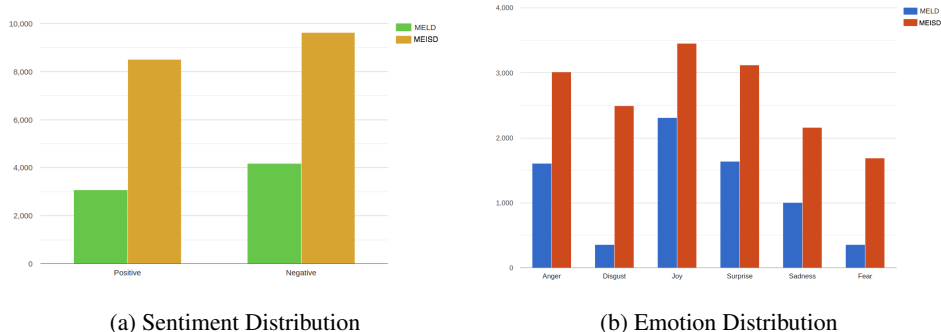 10,000
8,000
6,000
4,000
2,000
0
Positive
Negative
MELD
MEISD
(a) Sentiment Distribution
4,000
3,000
2,000
1,000
0
Anger
Disgust
Joy
Surprise
Sadness
Fear
MELD
MEISD
(b) Emotion Distribution